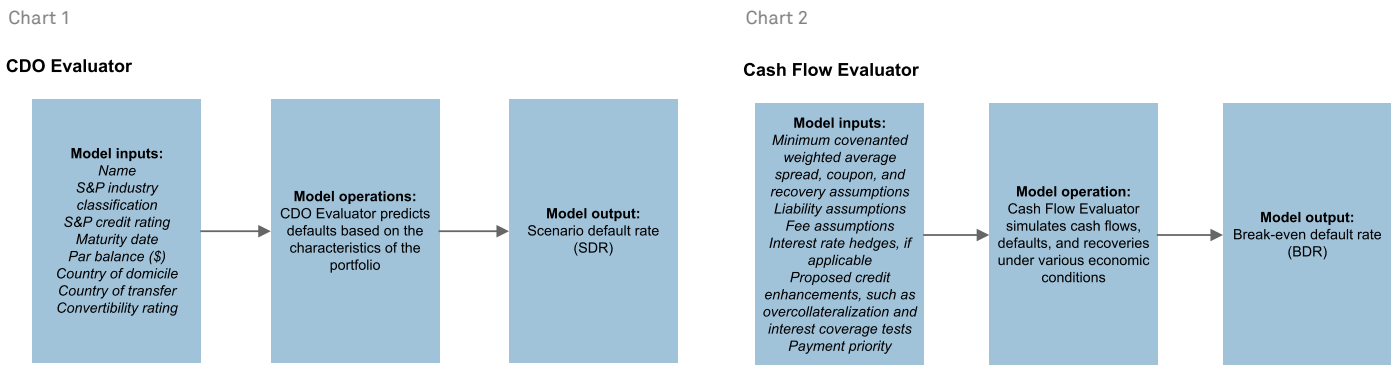 Chart 1
CDO Evaluator
Model inputs:
Name
S&P industry
classification
S&P credit rating
Maturity date
Par balance ($)
Country of domicile
Country of transfer
Convertibility rating
Model operations:
CDO Evaluator predicts
defaults based on the
characteristics of the
portfolio
Model output:
Scenario default rate
(SDR)
Chart 2
Cash Flow Evaluator
Model inputs:
Minimum covenanted
weighted average
spread, coupon, and
recovery assumptions
Liability assumptions
Fee assumptions
Interest rate hedges, if
applicable
Proposed credit
enhancements, such as
overcollateralization and
interest coverage tests
Payment priority
Model operation:
Cash Flow Evaluator
simulates cash flows,
defaults, and recoveries
under various economic
conditions
Model output:
Break-even default rate
(BDR)